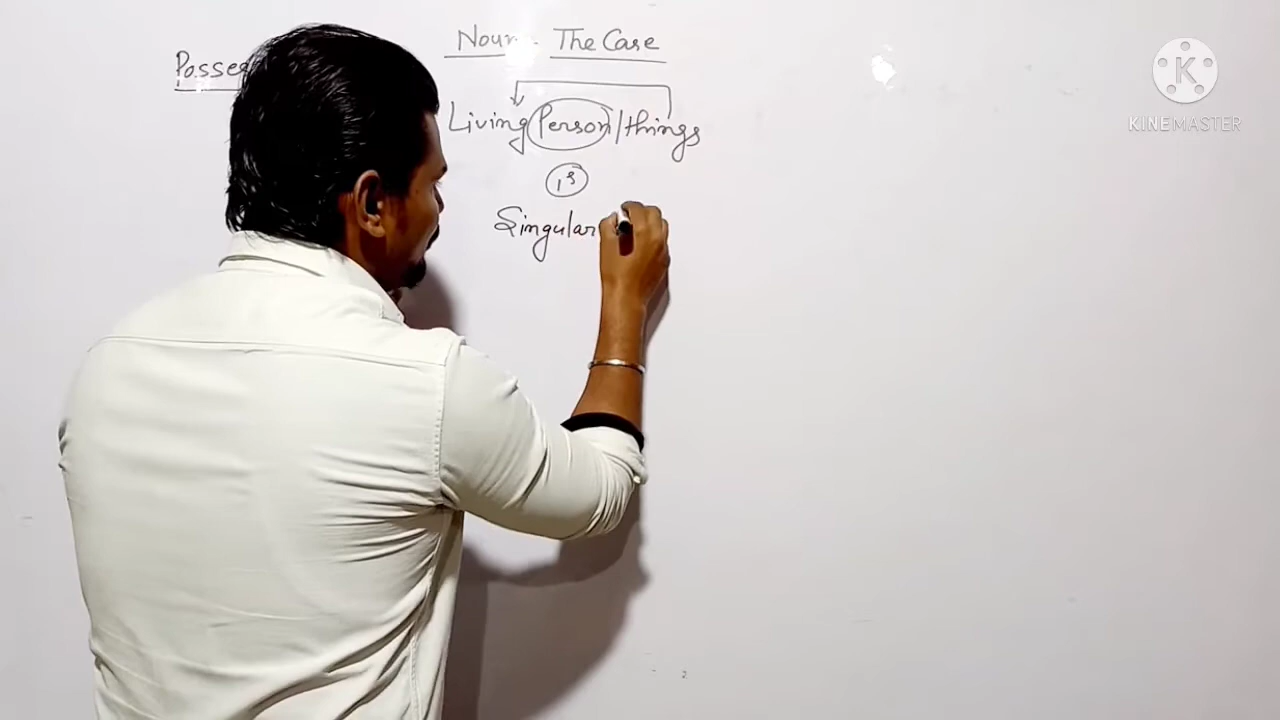 Noun - The Case
Living Person/things
's
Singular
KINEMASTER